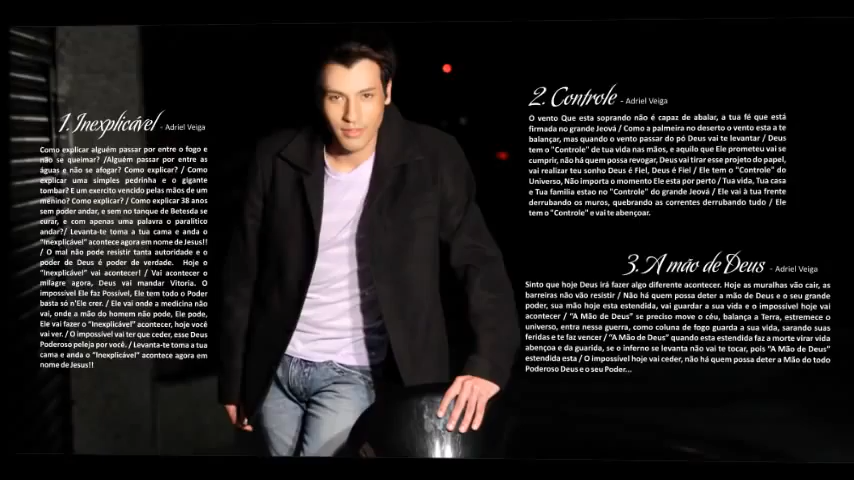 1. Inexplicável - Adriel Veiga
Como explicar alguém passar por entre o fogo e
não se queimar? /Alguém passar por entre as
águas e não se afogar? Como explicar? / Como
explicar uma simples pedrinha e o gigante
tombar? E um exercito vencido pelas mãos de um
menino? Como explicar? / Como explicar 38 anos
sem poder andar, e sem no tanque de Betesda se
curar, e com apenas uma palavra o paralitico
andar?/ Levanta-te toma a tua cama e anda o
"Inexplicável" acontece agora em nome de Jesus!!
/ O mal não pode resistir tanta autoridade e o
poder de Deus é poder de verdade. Hoje o
"Inexplicável" vai acontecer! / Vai acontecer o
milagre agora, Deus vai mandar Vitoria. O
impossível Ele faz Possível, Ele tem todo o Poder
basta só n'Ele crer. / Ele vai onde a medicina não
vai, onde a mão do homem não pode, Ele pode,
Ele vai fazer o "Inexplicável" acontecer, hoje você
vai ver. / O impossível vai ter que ceder, esse Deus
Poderoso peleja por você. / Levanta-te toma a tua
cama e anda o "Inexplicável" acontece agora em
nome de Jesus!!
2. Controle - Adriel Veiga
O vento Que esta soprando não é capaz de abalar, a tua fé que está
firmada no grande Jeová / Como a palmeira no deserto o vento esta a te
balançar, mas quando o vento passar do pó Deus vai te levantar / Deus
tem o "Controle" de tua vida nas mãos, e aquilo que Ele prometeu vai se
cumprir, não há quem possa revogar, Deus vai tirar esse projeto do papel,
vai realizar teu sonho Deus é Fiel, Deus é Fiel / Ele tem o "Controle" do
Universo, Não importa o momento Ele esta por perto / Tua vida, Tua casa
e Tua família estao no "Controle" do grande Jeová / Ele vai à tua frente
derrubando os muros, quebrando as correntes derrubando tudo / Ele
tem o "Controle" e vai te abençoar.
3. A mão de Deus - Adriel Veiga
Sinto que hoje Deus irá fazer algo diferente acontecer. Hoje as muralhas vão cair, as
barreiras não vão resistir / Não há quem possa deter a mão de Deus e o seu grande
poder, sua mão hoje esta estendida, vai guardar a sua vida e o impossível hoje vai
acontecer / "A Mão de Deus" se preciso move o céu, balança a Terra, estremece o
universo, entra nessa guerra, como coluna de fogo guarda a sua vida, sarando suas
feridas e te faz vencer / "A Mão de Deus" quando esta estendida faz a morte virar vida
abençoa e da guarida, se o inferno se levanta não vai te tocar, pois "A Mão de Deus"
estendida esta / O impossível hoje vai ceder, não há quem possa deter a Mão do todo
Poderoso Deus e o seu Poder...